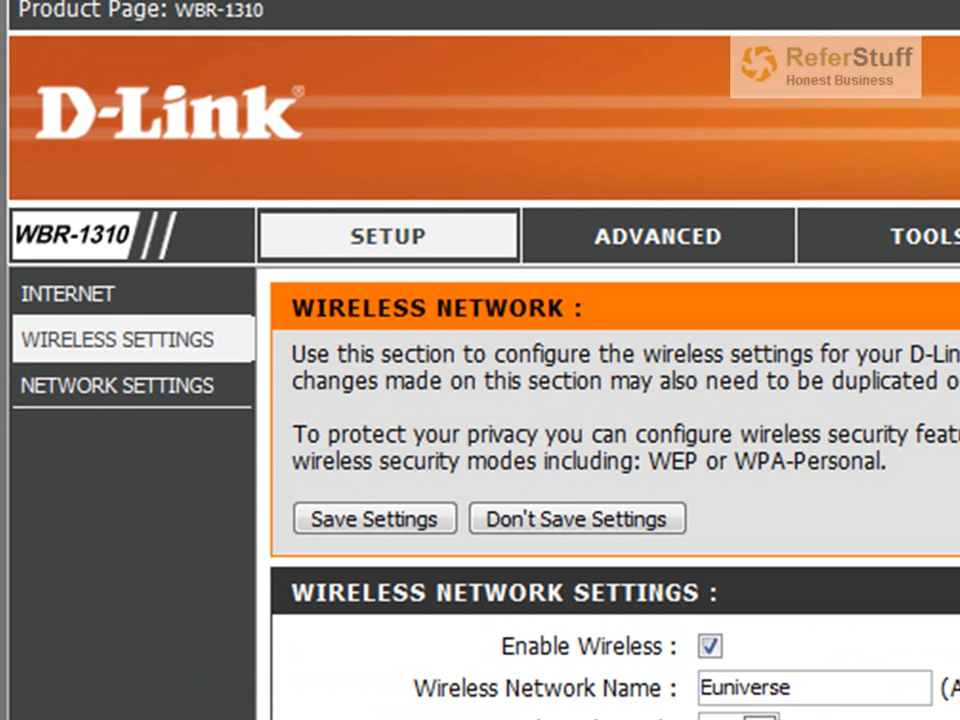 Product Page: WBR-1310
ReferStuff
Honest Business
D-Link®
WBR-1310
SETUP
ADVANCED
TOOLS
INTERNET
WIRELESS SETTINGS
NETWORK SETTINGS
WIRELESS NETWORK :
Use this section to configure the wireless settings for your D-Lin
changes made on this section may also need to be duplicated o
To protect your privacy you can configure wireless security featu
wireless security modes including: WEP or WPA-Personal.
Save Settings
Don't Save Settings
WIRELESS NETWORK SETTINGS :
Enable Wireless :
Wireless Network Name : Euniverse (A